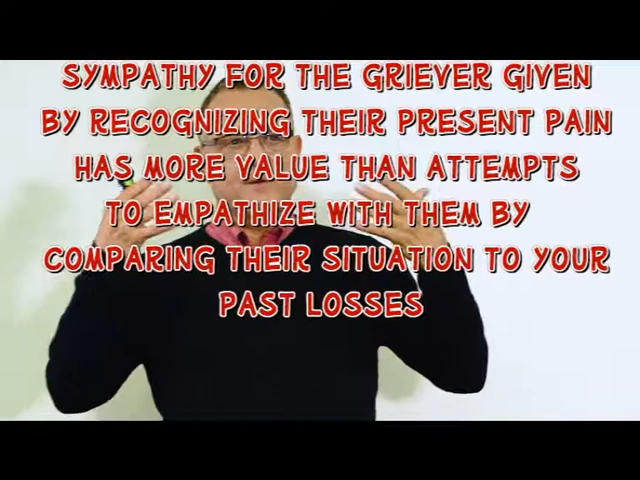 SYMPATHY FOR THE GRIEVER GIVEN
BY RECOGNIZING THEIR PRESENT PAIN
HAS MORE VALUE THAN ATTEMPTS
TO EMPATHIZE WITH THEM BY
COMPARING THEIR SITUATION TO YOUR
PAST LOSSES